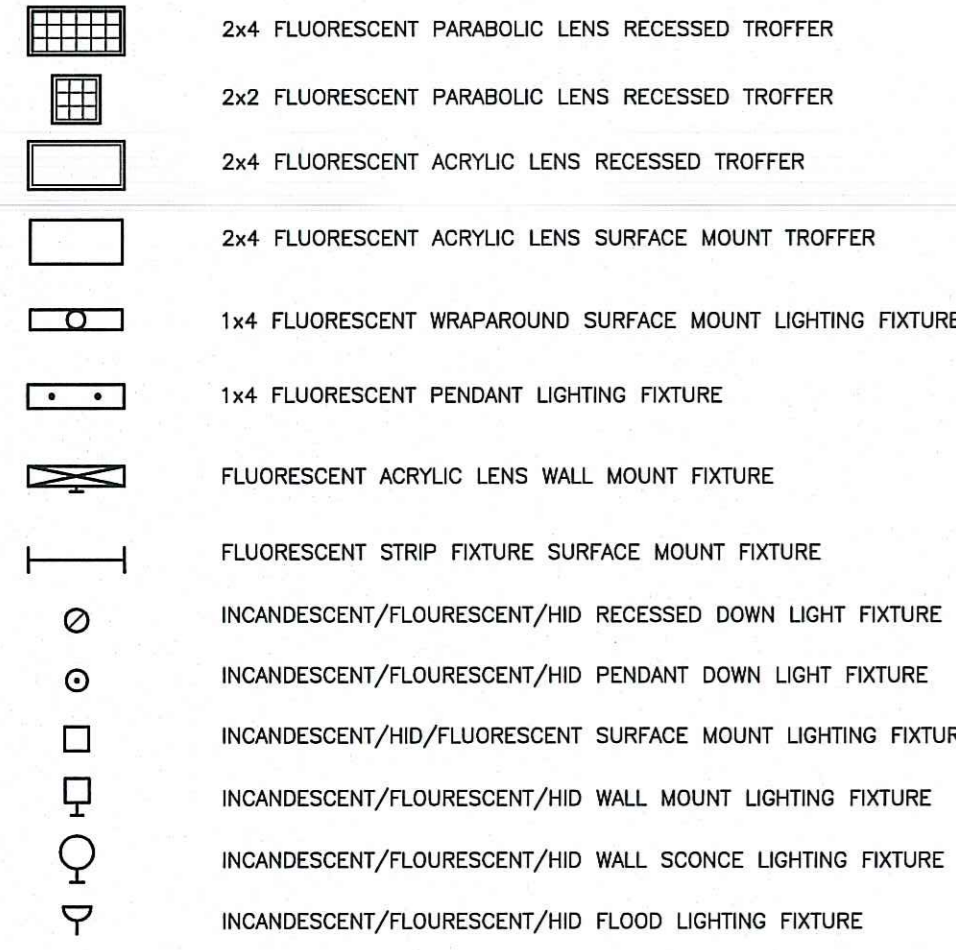 2x4 FLUORESCENT PARABOLIC LENS RECESSED TROFFER
2x2 FLUORESCENT PARABOLIC LENS RECESSED TROFFER
2x4 FLUORESCENT ACRYLIC LENS RECESSED TROFFER
2x4 FLUORESCENT ACRYLIC LENS SURFACE MOUNT TROFFER
1x4 FLUORESCENT WRAPAROUND SURFACE MOUNT LIGHTING FIXTURE
1x4 FLUORESCENT PENDANT LIGHTING FIXTURE
FLUORESCENT ACRYLIC LENS WALL MOUNT FIXTURE
FLUORESCENT STRIP FIXTURE SURFACE MOUNT FIXTURE
INCANDESCENT/FLOURESCENT/HID RECESSED DOWN LIGHT FIXTURE
INCANDESCENT/FLOURESCENT/HID PENDANT DOWN LIGHT FIXTURE
INCANDESCENT/HID/FLUORESCENT SURFACE MOUNT LIGHTING FIXTUR
INCANDESCENT/FLOURESCENT/HID WALL MOUNT LIGHTING FIXTURE
INCANDESCENT/FLOURESCENT/HID WALL SCONCE LIGHTING FIXTURE
INCANDESCENT/FLOURESCENT/HID FLOOD LIGHTING FIXTURE